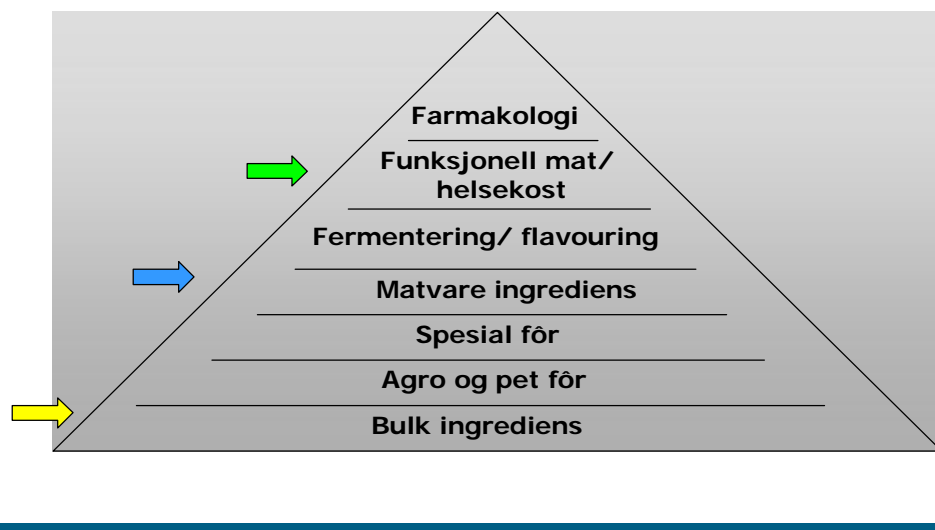 Farmakologi
Funksjonell mat/
helsekost
Fermentering/ flavouring
Matvare ingrediens
Spesial fôr
Agro og pet fôr
Bulk ingrediens